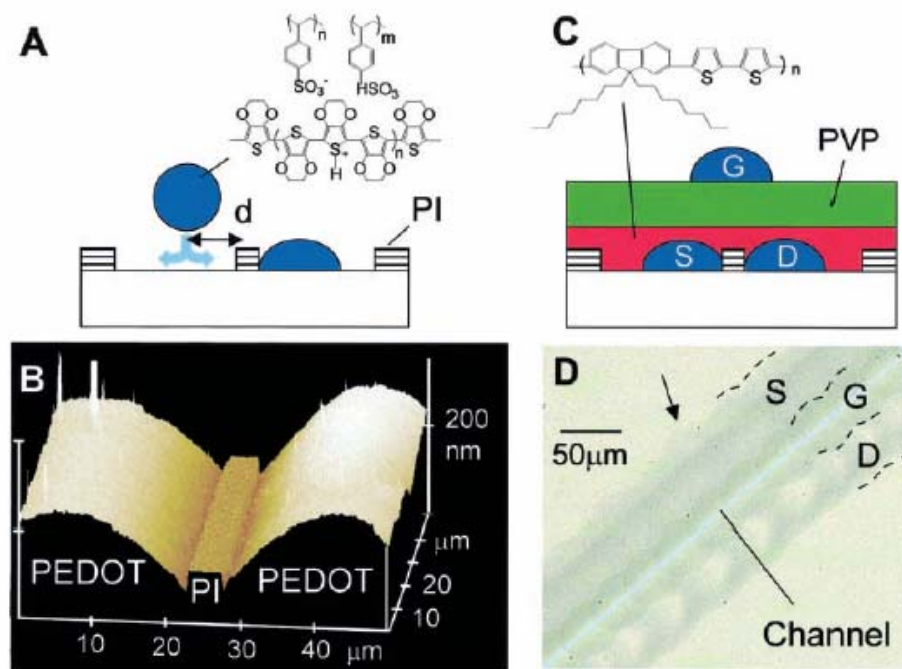 A
)n
)m
SO3-
HSO3
O O O O O O
S S S
( )n
S S+ S
O O H O O
d
PI
B
200
nm
PEDOT
PI
PEDOT
μm
20
10
10
20
30
μm
40
C
( S S )n
PVP
G
S
D
D
S
G
D
50μm
Channel